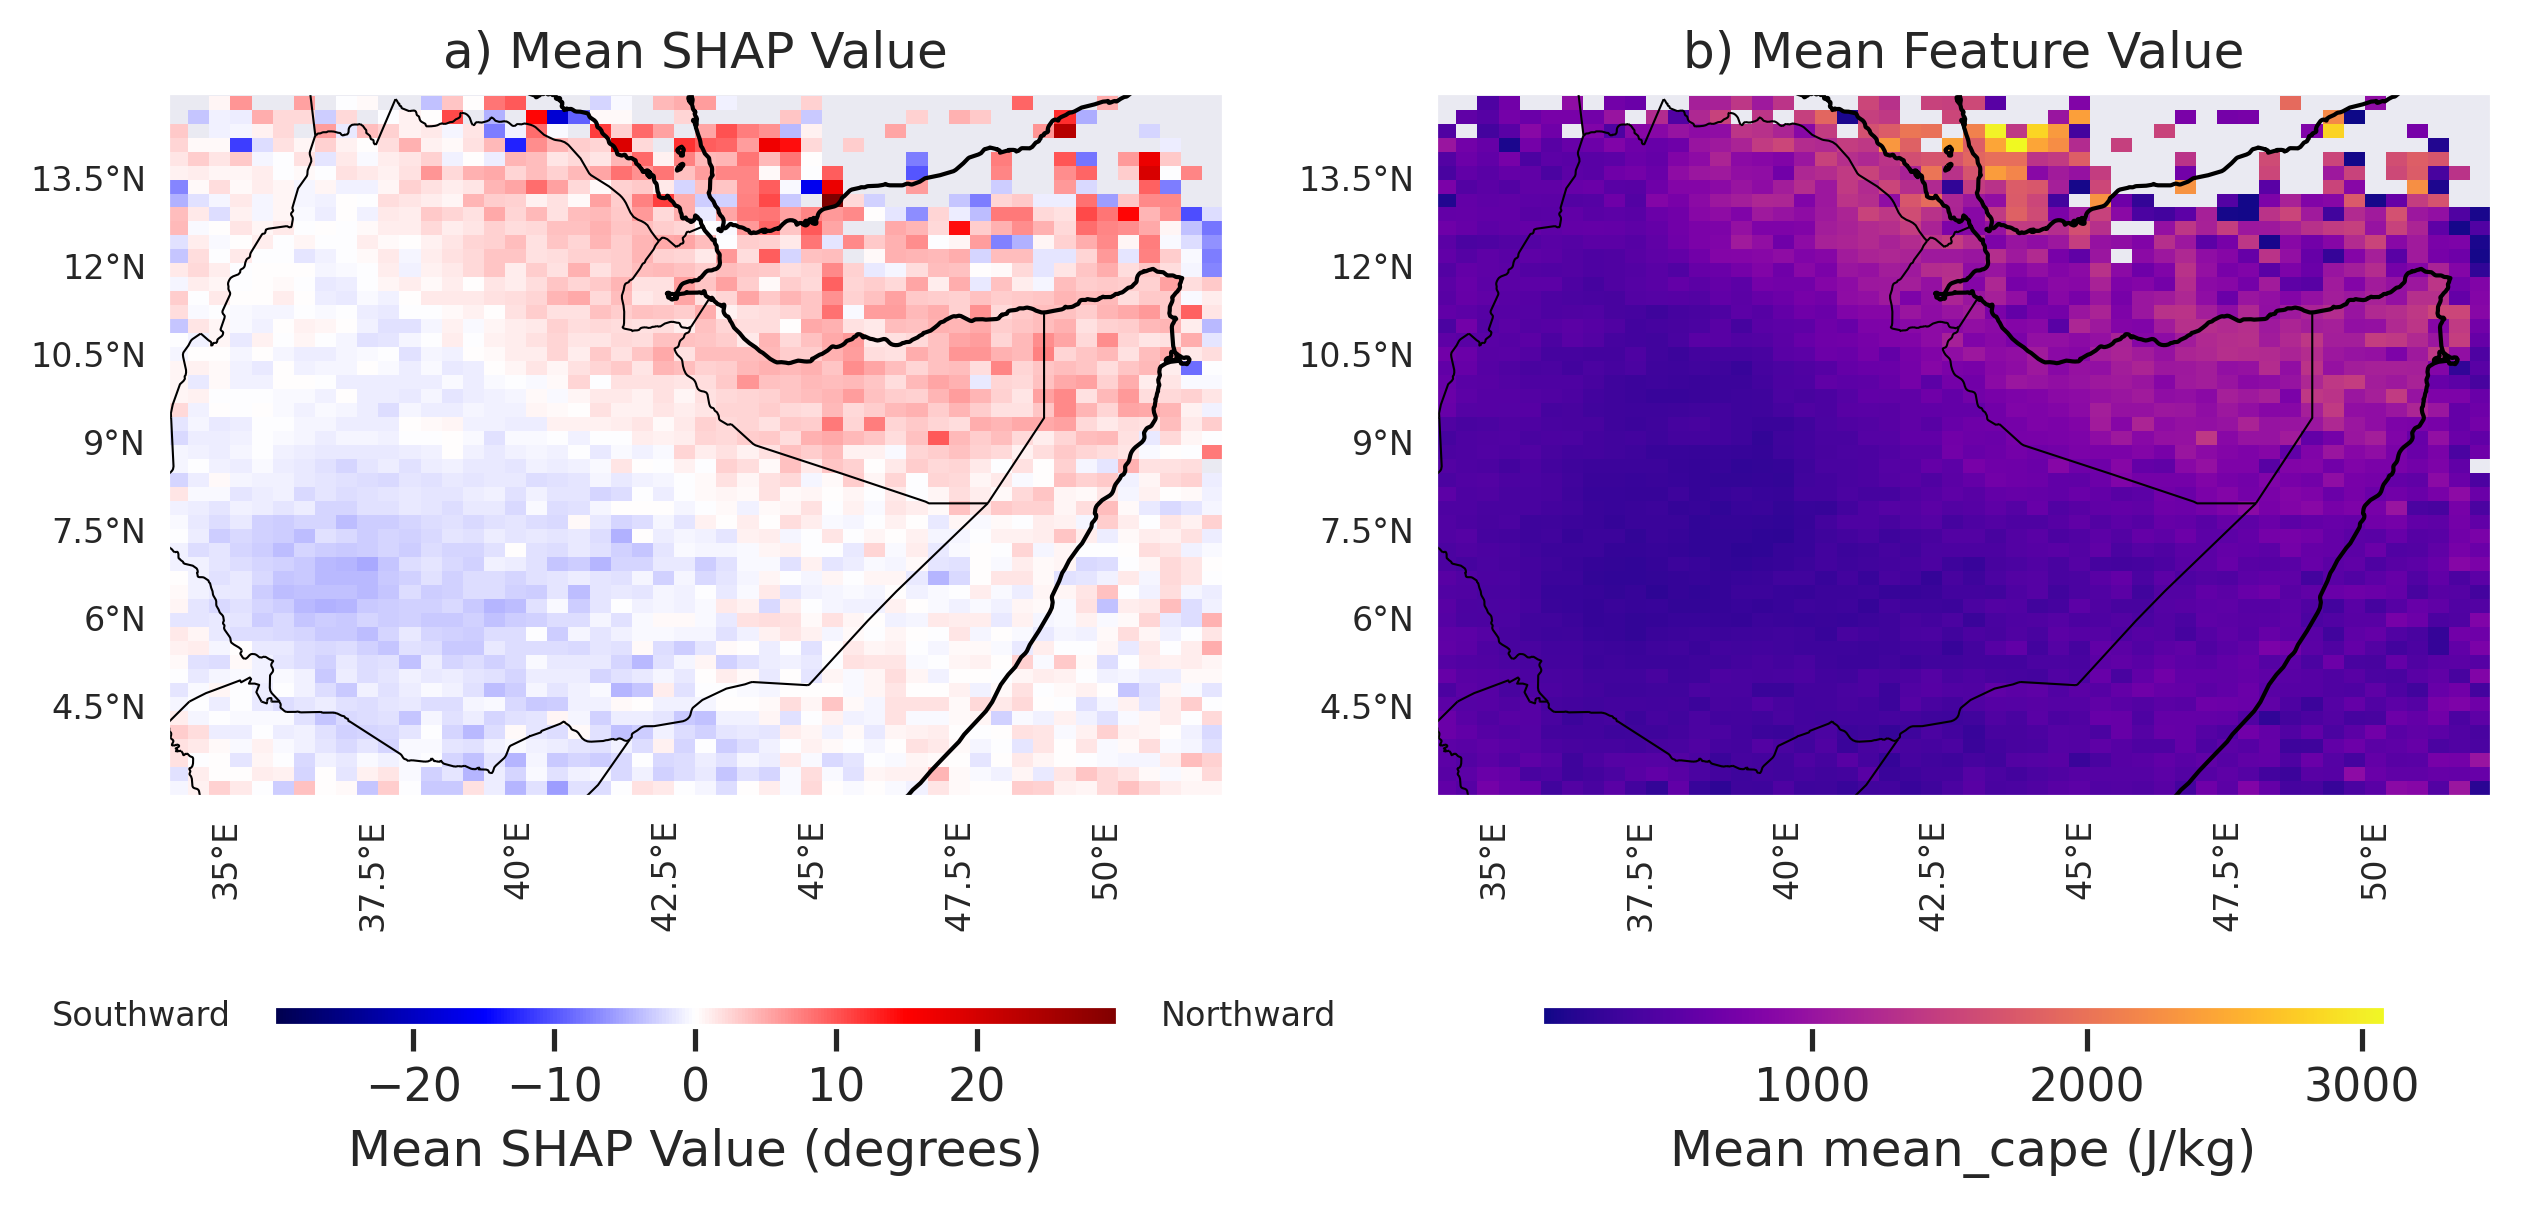 a) Mean SHAP Value
b) Mean Feature Value
13.5°N
12°N
10.5°N
9°N
7.5°N
6°N
4.5°N
35°E
37.5°E
40°E
42.5°E
45°E
47.5°E
50°E
13.5°N
12°N
10.5°N
9°N
7.5°N
6°N
4.5°N
35°E
37.5°E
40°E
42.5°E
45°E
47.5°E
50°E
Southward
Northward
−20 −10 0 10 20
Mean SHAP Value (degrees)
1000 2000 3000
Mean mean_cape (J/kg)